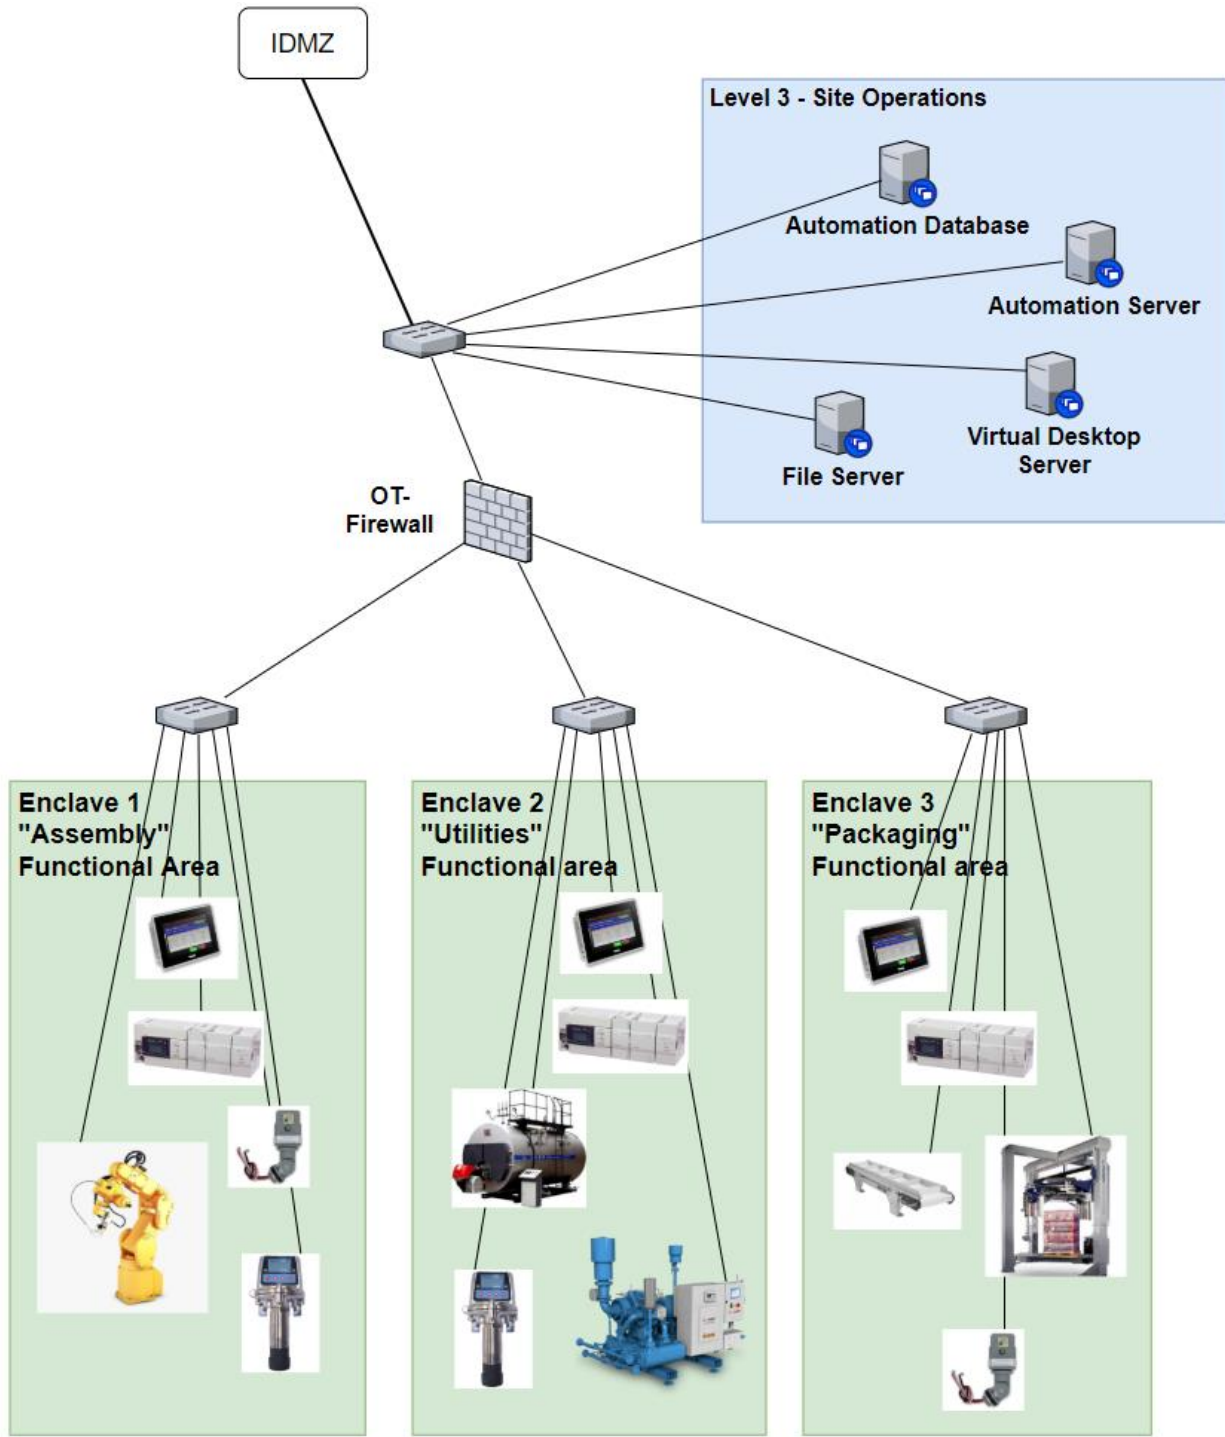 IDMZ
Level 3 - Site Operations
Automation Database
Automation Server
Virtual Desktop
Server
File Server
OT-
Firewall
Enclave 1
"Assembly"
Functional Area
Enclave 2
"Utilities"
Functional area
Enclave 3
"Packaging"
Functional area